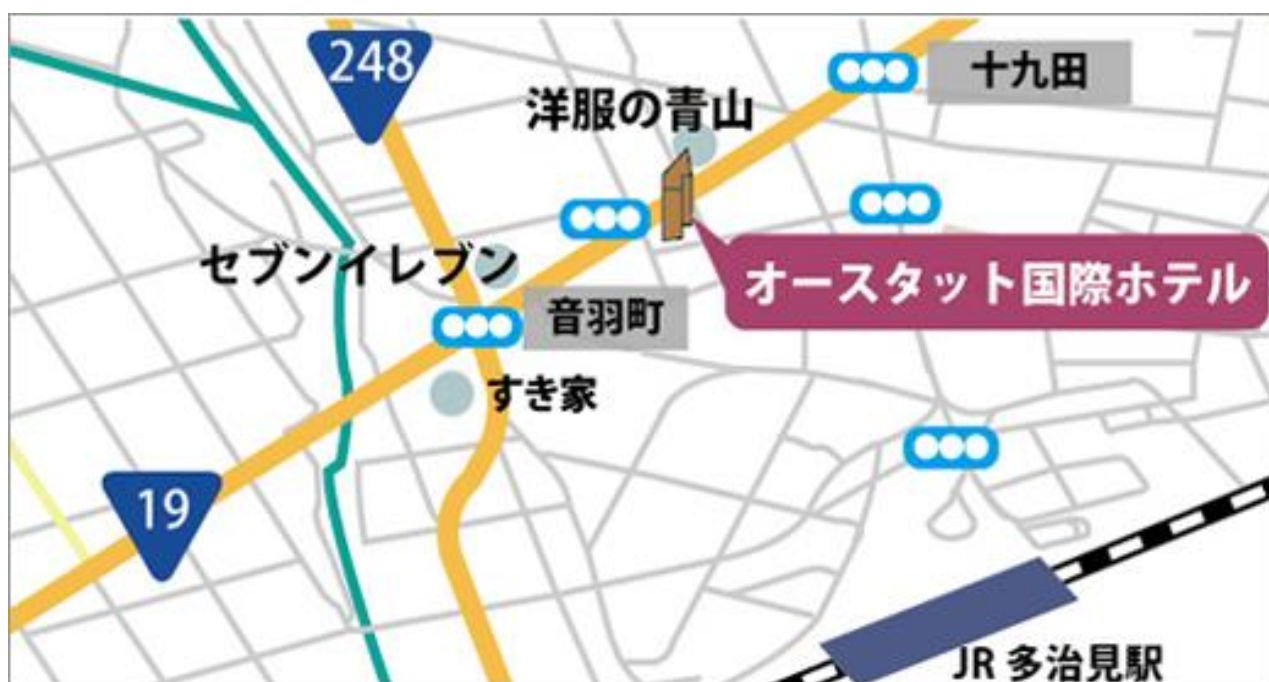 248
十九田
洋服の青山
セブンイレブン
オースタット国際ホテル
音羽町
すき家
19
JR 多治見駅